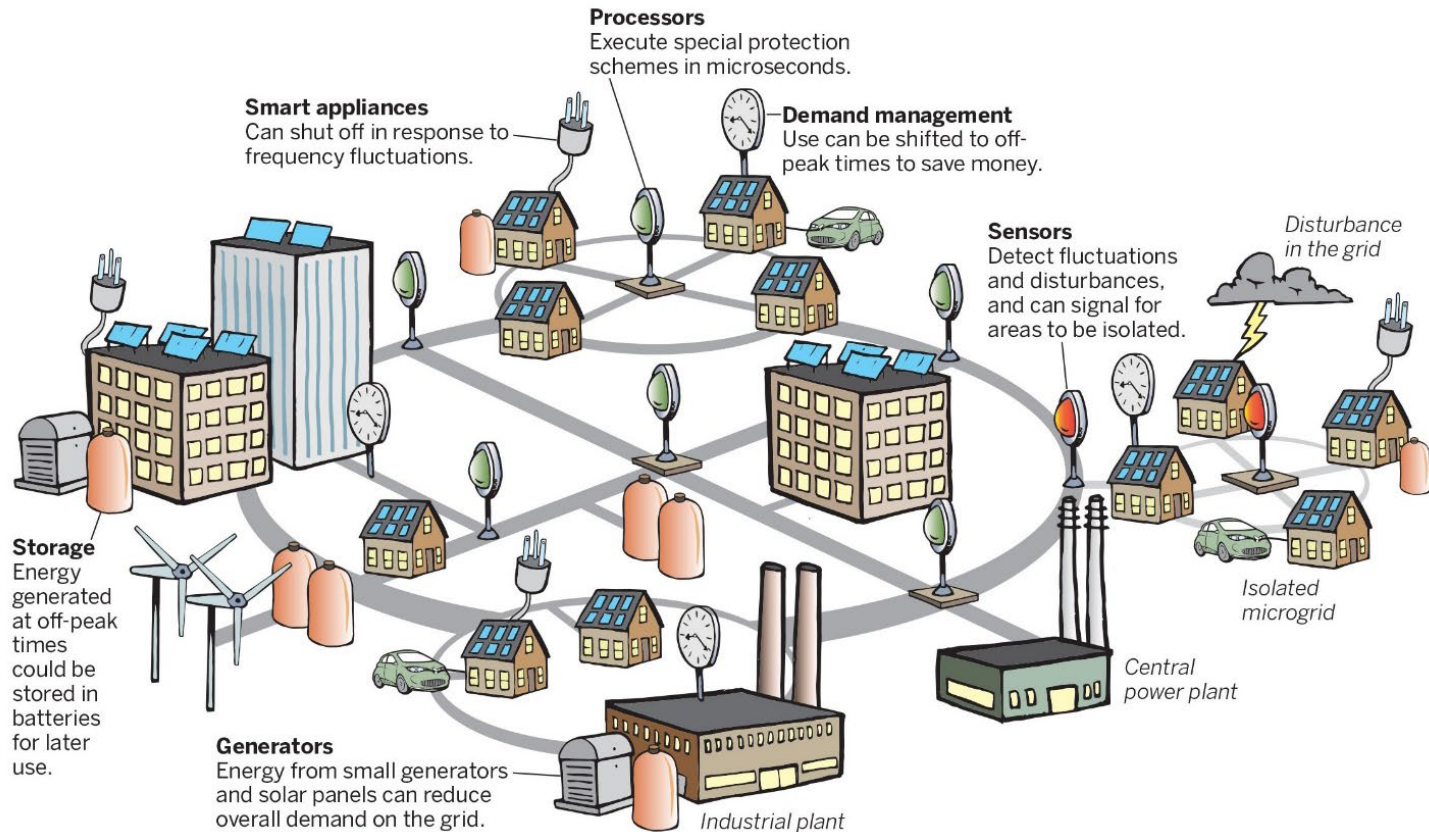 Processors
Execute special protection
schemes in microseconds.
Smart appliances
Can shut off in response to
frequency fluctuations.
Demand management
Use can be shifted to off-
peak times to save money.
Sensors
Detect fluctuations
and disturbances,
and can signal for
areas to be isolated.
Disturbance
in the grid
Storage
Energy
generated
at off-peak
times
could be
stored in
batteries
for later
use.
Isolated
microgrid
Central
power plant
Generators
Energy from small generators
and solar panels can reduce
overall demand on the grid.
Industrial plant